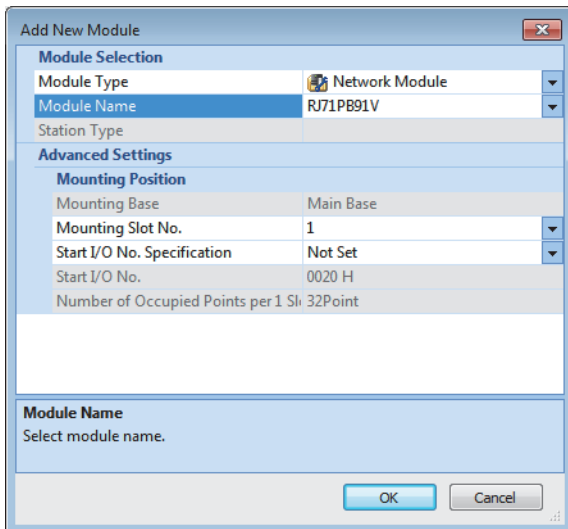 Add New Module
Module Selection
Module Type Network Module
Module Name RJ71PB91V
Station Type
Advanced Settings
Mounting Position
Mounting Base Main Base
Mounting Slot No. 1
Start I/O No. Specification Not Set
Start I/O No. 0020 H
Number of Occupied Points per 1 Sl 32Point
Module Name
Select module name.
OK Cancel